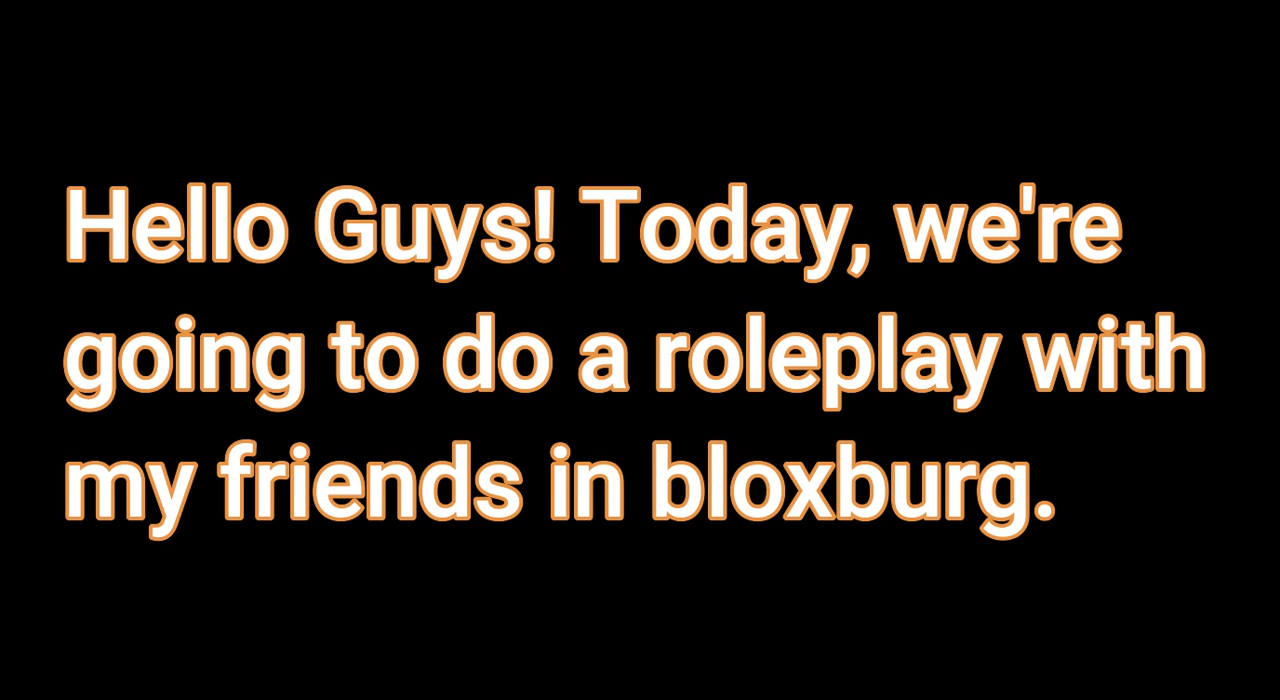 Hello Guys! Today, we're
going to do a roleplay with
my friends in bloxburg.